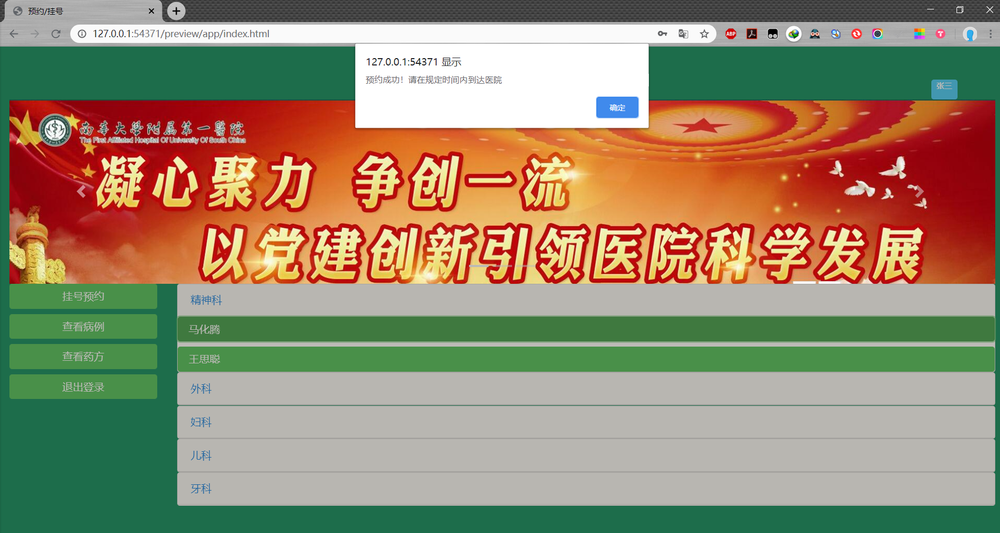 预约/挂号
127.0.0.1:54371/preview/app/index.html
ABP
127.0.0.1:54371 显示
预约成功！请在规定时间内到达医院
确定
张三
南華大學附属第一醫院
The First Affiliated Hospital Of University Of South China
凝心聚力 争创一流
以党建创新引领医院科学发展
挂号预约
查看病例
查看药方
退出登录
精神科
马化腾
王思聪
外科
妇科
儿科
牙科